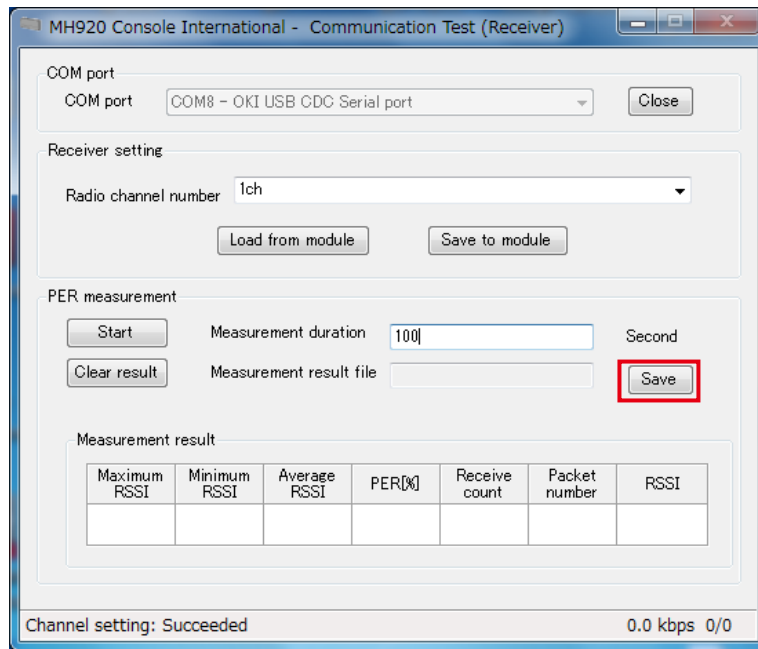 MH920 Console International - Communication Test (Receiver)
COM port
COM port COM8 - OKI USB CDC Serial port Close
Receiver setting
Radio channel number 1ch
Load from module Save to module
PER measurement
Start Measurement duration 100 Second
Clear result Measurement result file Save
Measurement result
Maximum RSSI Minimum RSSI Average RSSI PER[%] Receive count Packet number RSSI
Channel setting: Succeeded 0.0 kbps 0/0